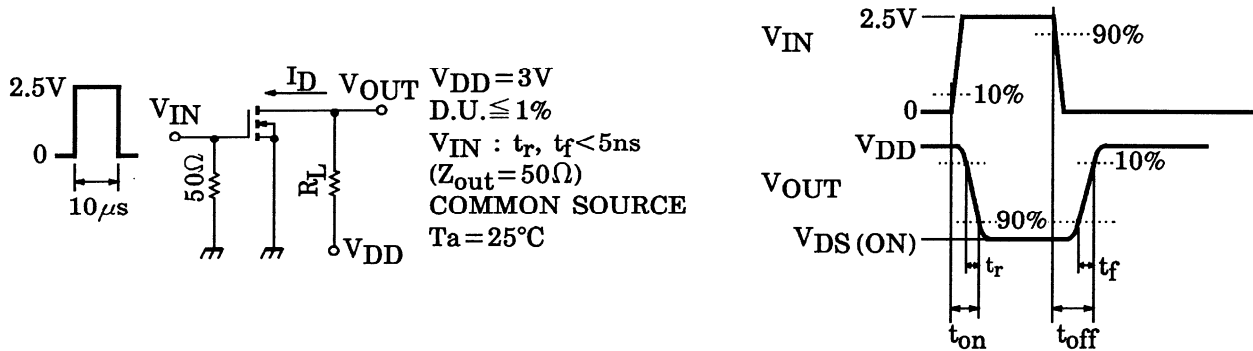 2.5V
0
10μs
VIN
50Ω
ID
VOUT
RL
VDD
VDD=3V
D.U.≦1%
VIN : tr, tf<5ns
(Zout=50Ω)
COMMON SOURCE
Ta=25°C
VIN
2.5V
90%
10%
0
VDD
10%
VOUT
90%
VDS (ON)
tr
tf
ton
toff